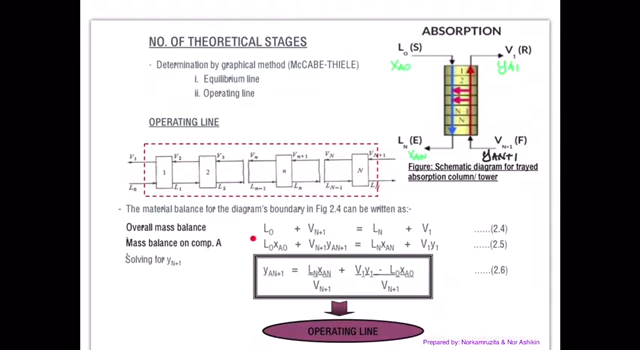 ABSORPTION
NO. OF THEORETICAL STAGES
L0 (S)
V1 (R)
xA0
yA1
- Determination by graphical method (McCABE-THIELE)
i. Equilibrium line
ii. Operating line
1
2
N-1
N
OPERATING LINE
LN (E)
VN+1 (F)
xAN
yAN+1
V1 V2 V3 Vn Vn+1 VN VN+1
1 2 n N
L0 L1 L2 Ln-1 Ln LN-1 LN
Figure: Schematic diagram for trayed
absorption column/ tower
- The material balance for the diagram's boundary in Fig 2.4 can be written as:-
Overall mass balance L0 + VN+1 = LN + V1 ......(2.4)
Mass balance on comp. A L0xA0 + VN+1yAN+1 = LNxAN + V1y1 ......(2.5)
Solving for yN+1
yAN+1 = LNxAN + V1y1 - L0xA0 ......(2.6)
VN+1 VN+1
OPERATING LINE
Prepared by: Norkamruzita & Nor Ashikin